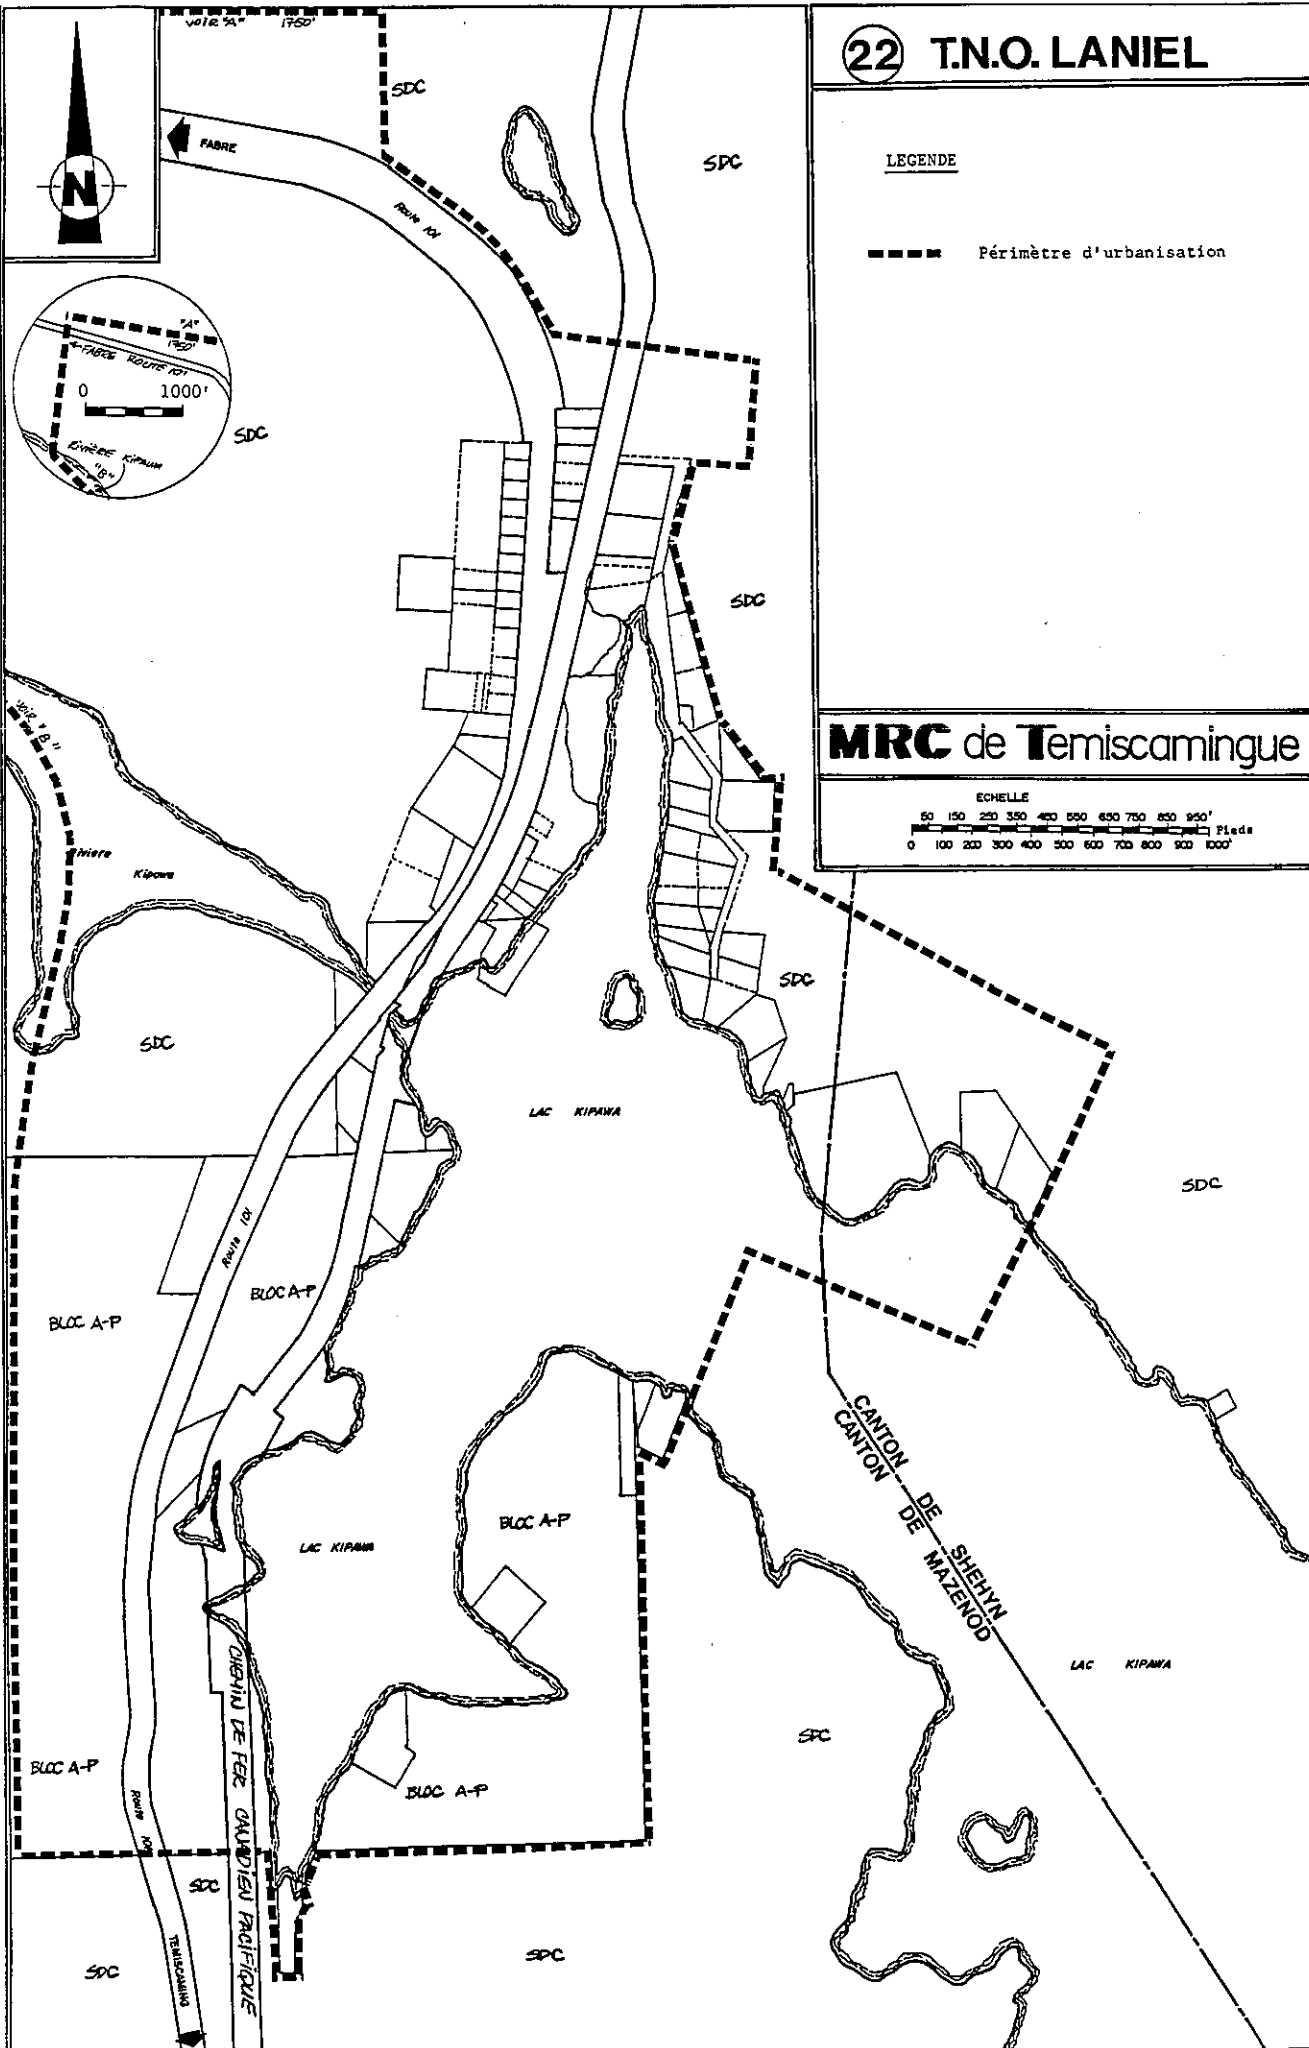 VOIR "A" 1750'
22 T.N.O. LANIEL
SDC
FABRE
N
SDC
LEGENDE
Route 101
Périmètre d'urbanisation
"A"
1750'
FABRE ROUTE 101
0 1000'
SDC
RIVIÈRE KIPAWA
"B"
SDC
VOIR "B"
MRC de Temiscamingue
ECHELLE
50 150 250 350 450 550 650 750 850 950'
Pieds
0 100 200 300 400 500 600 700 800 900 1000'
Riviere
Kipawa
SDC
SDC
LAC KIPAWA
SDC
Route 101
BLOC A-P
BLOC A-P
CANTON DE SHEHYN
CANTON DE MAZENOD
BLOC A-P
LAC KIPAWA
LAC KIPAWA
CHEMIN DE FER CANADIEN PACIFIQUE
SDC
BLOC A-P
BLOC A-P
Route 101
SDC
TEMISCAMING
SDC
SDC